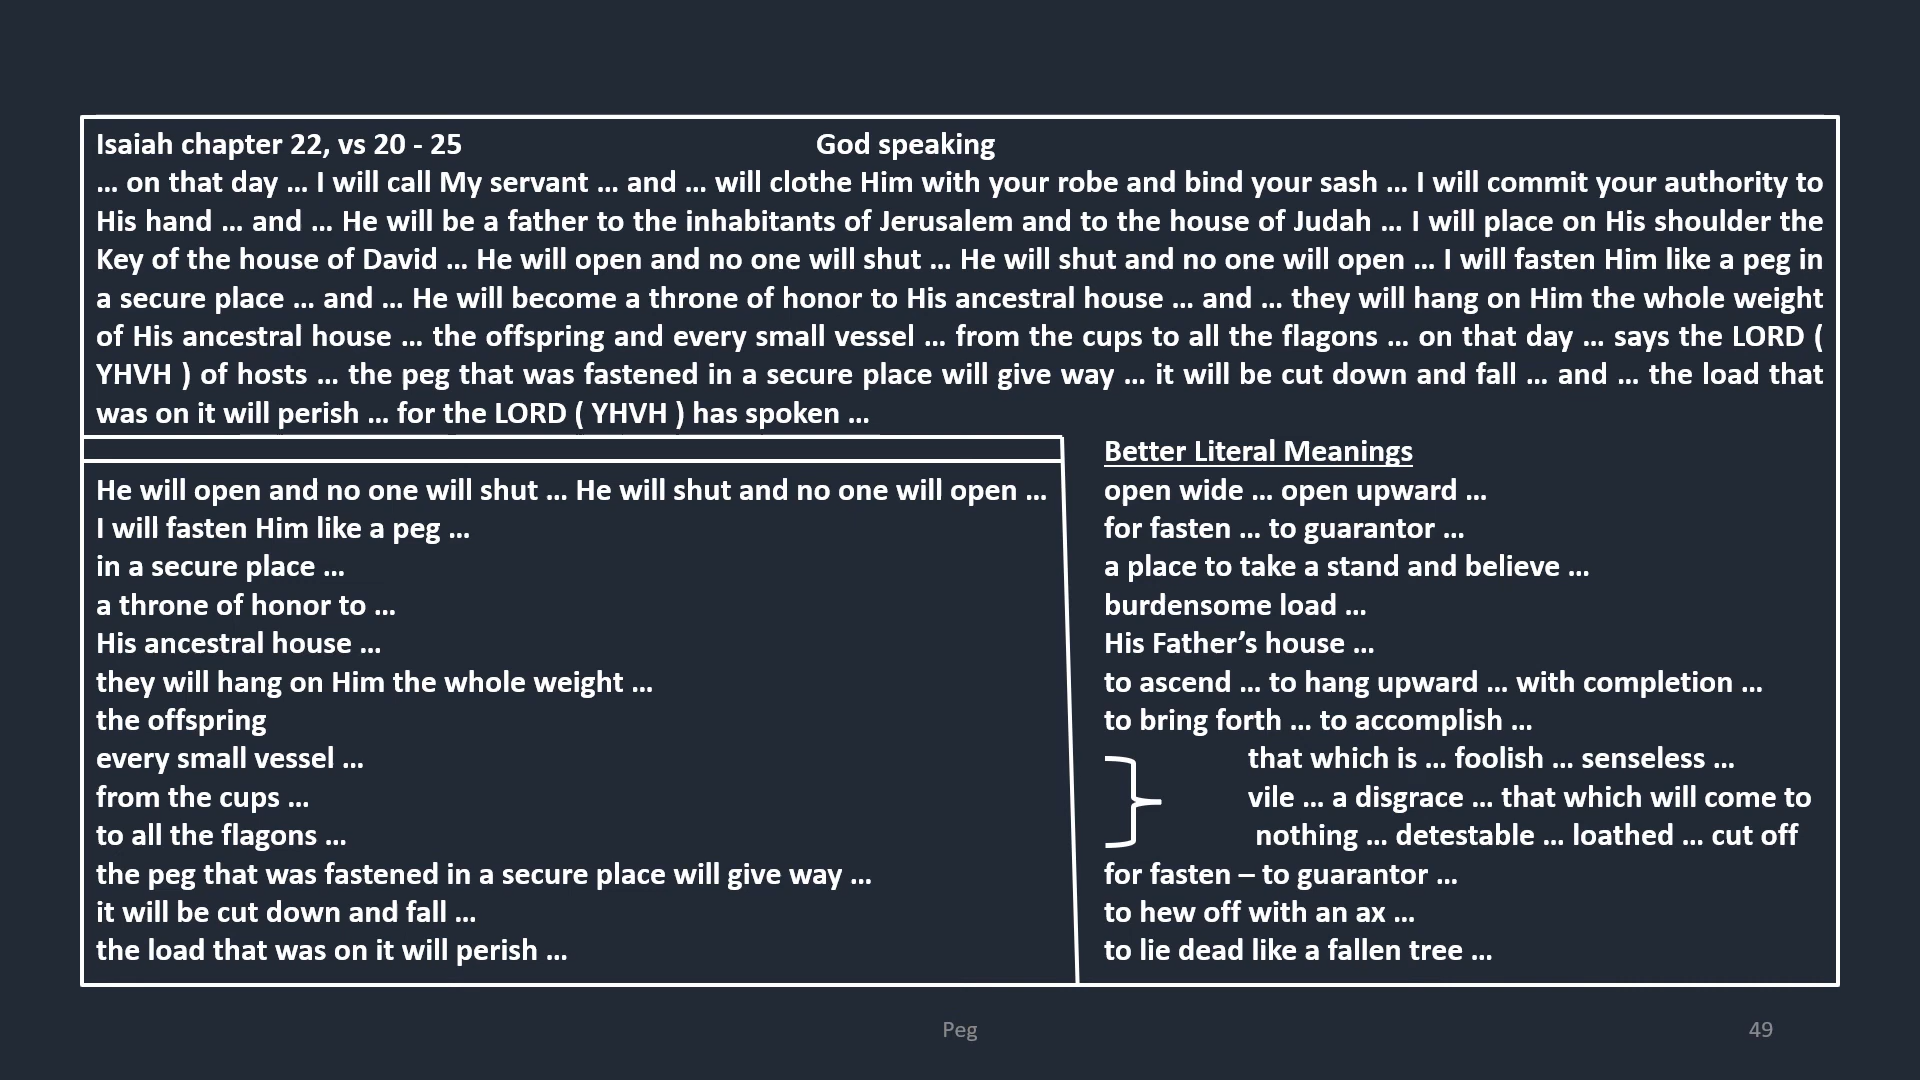 Isaiah chapter 22, vs 20 - 25 God speaking
... on that day ... I will call My servant ... and ... will clothe Him with your robe and bind your sash ... I will commit your authority to
His hand ... and ... He will be a father to the inhabitants of Jerusalem and to the house of Judah ... I will place on His shoulder the
Key of the house of David ... He will open and no one will shut ... He will shut and no one will open ... I will fasten Him like a peg in
a secure place ... and ... He will become a throne of honor to His ancestral house ... and ... they will hang on Him the whole weight
of His ancestral house ... the offspring and every small vessel ... from the cups to all the flagons ... on that day ... says the LORD (
YHVH ) of hosts ... the peg that was fastened in a secure place will give way ... it will be cut down and fall ... and ... the load that
was on it will perish ... for the LORD ( YHVH ) has spoken ...
Better Literal Meanings
He will open and no one will shut ... He will shut and no one will open ... open wide ... open upward ...
I will fasten Him like a peg ... for fasten ... to guarantor ...
in a secure place ... a place to take a stand and believe ...
a throne of honor to ... burdensome load ...
His ancestral house ... His Father’s house ...
they will hang on Him the whole weight ... to ascend ... to hang upward ... with completion ...
the offspring to bring forth ... to accomplish ...
every small vessel ... that which is ... foolish ... senseless ...
from the cups ... vile ... a disgrace ... that which will come to
to all the flagons ... nothing ... detestable ... loathed ... cut off
the peg that was fastened in a secure place will give way ... for fasten – to guarantor ...
it will be cut down and fall ... to hew off with an ax ...
the load that was on it will perish ... to lie dead like a fallen tree ...
Peg 49